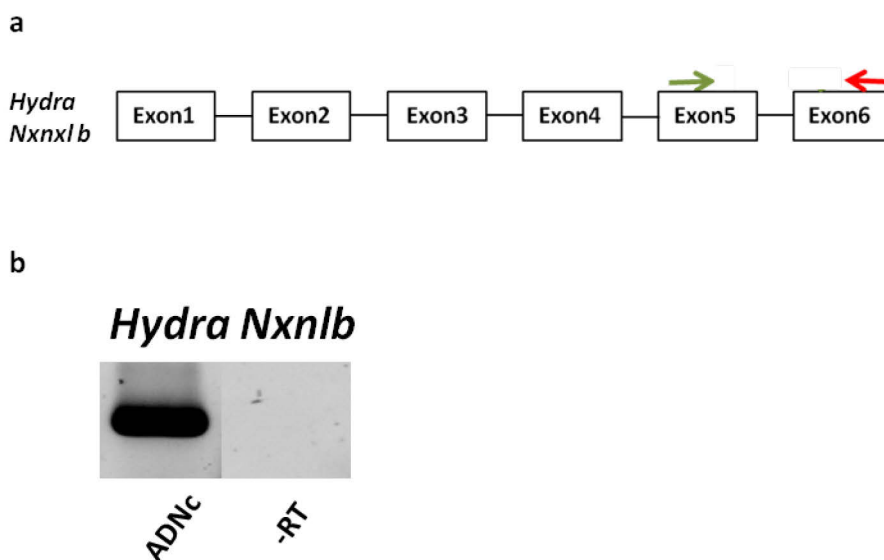 a
Hydra Nxnxl b
Exon1 Exon2 Exon3 Exon4 Exon5 Exon6
b
Hydra Nxnlb
ADNc -RT